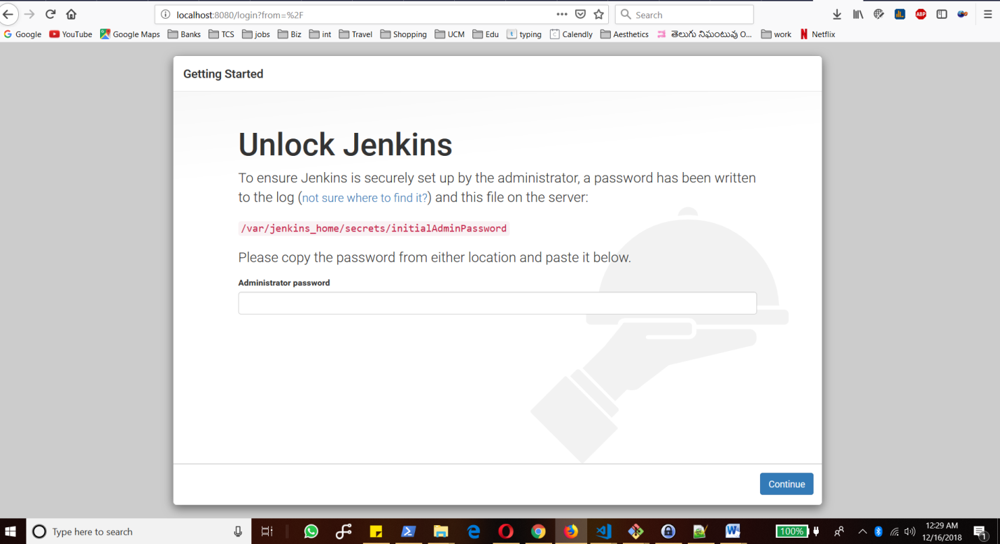 localhost:8080/login?from=%2F
Search
Google YouTube Google Maps Banks TCS jobs Biz int Travel Shopping UCM Edu t typing C Calendly Aesthetics తెలుగు నిఘంటువు O... work N Netflix
ABP
Getting Started
Unlock Jenkins
To ensure Jenkins is securely set up by the administrator, a password has been written
to the log (not sure where to find it?) and this file on the server:
/var/jenkins_home/secrets/initialAdminPassword
Please copy the password from either location and paste it below.
Administrator password
Continue
Type here to search
100%
12:29 AM
12/16/2018
1